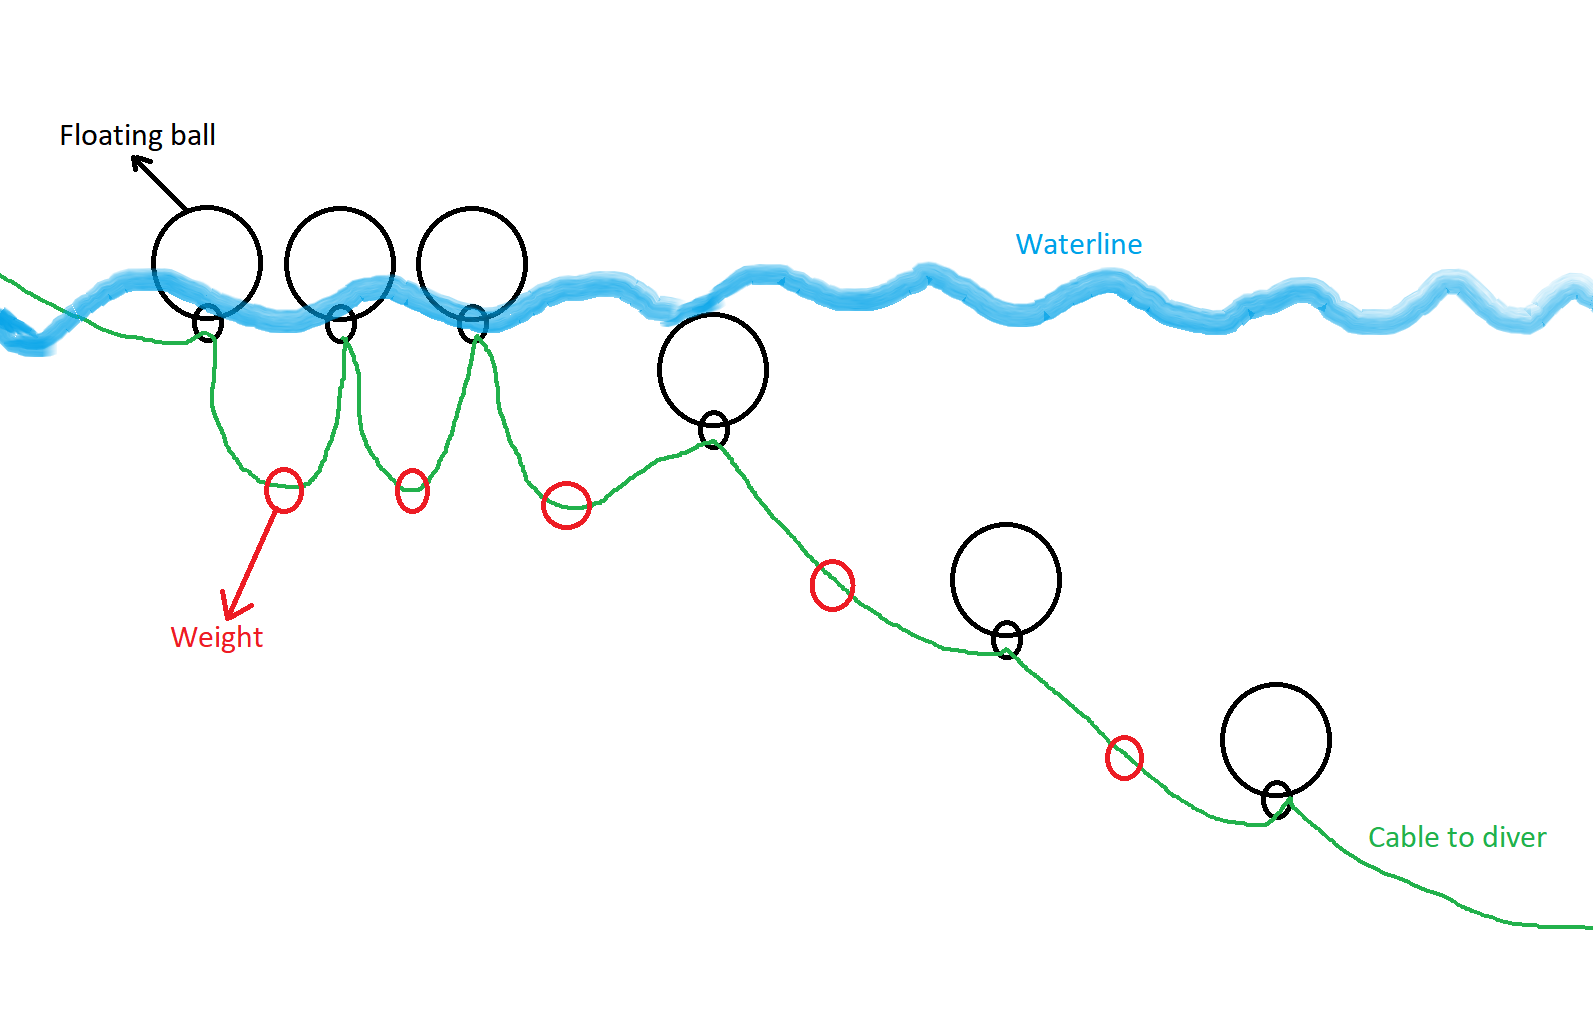 Floating ball
Waterline
Weight
Cable to diver